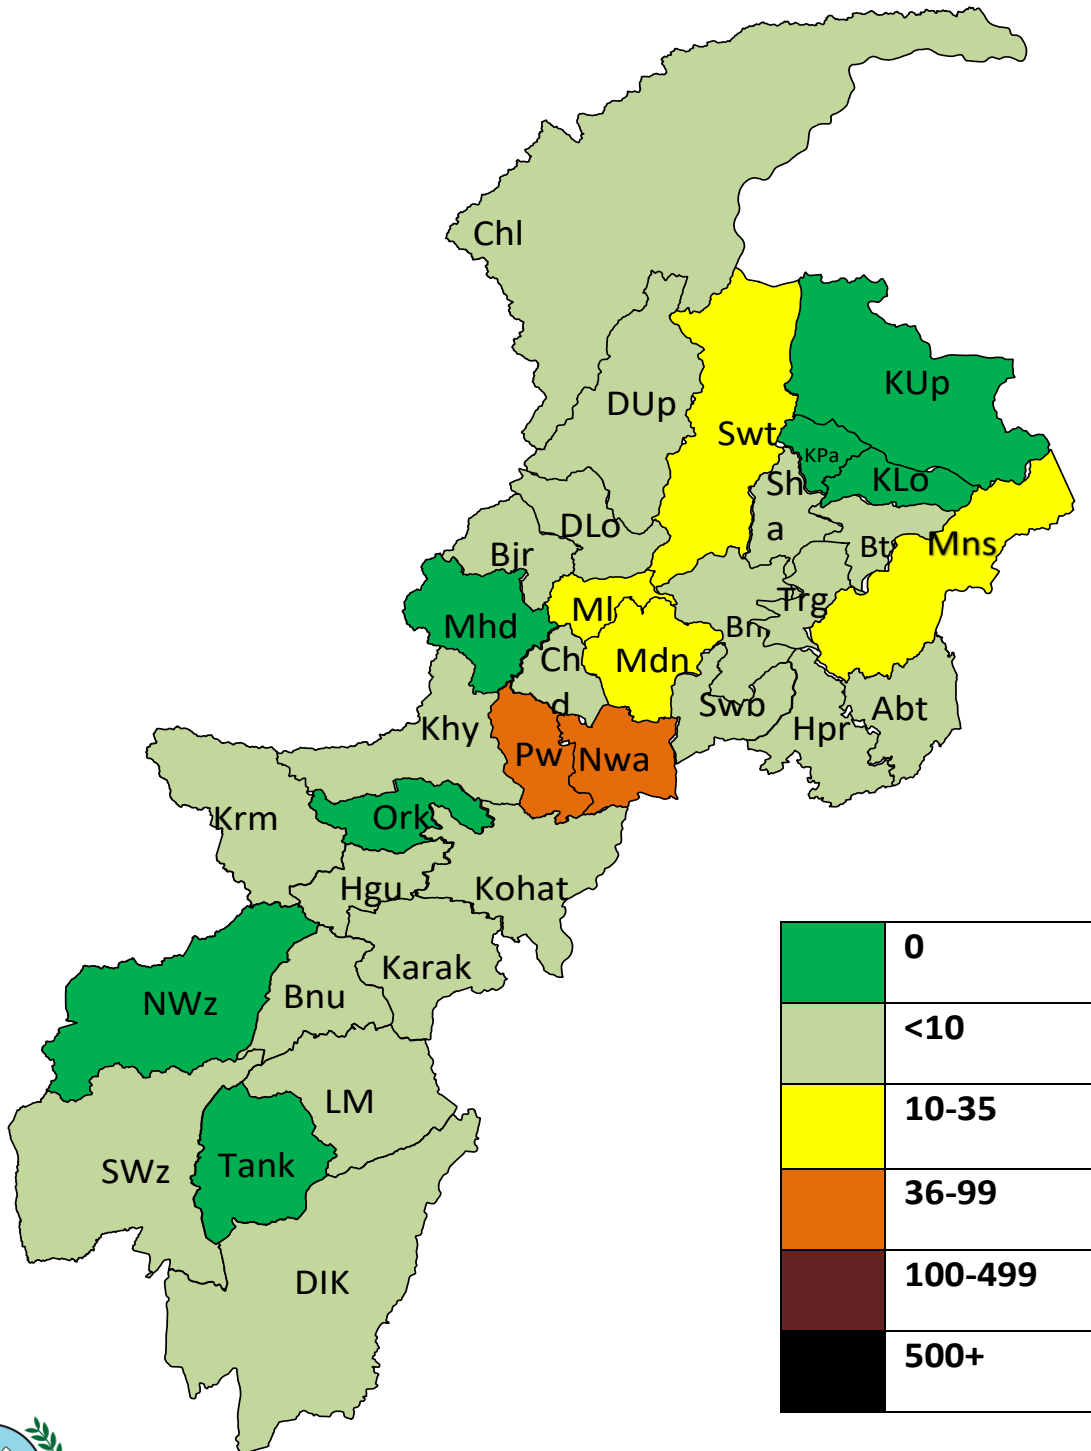 Chl
KUp
DUp
Swt
KPa
KLo
Sh
a
DLo
Bjr
Bt
Mns
Trg
Ml
Mhd
Bn
Ch
d
Mdn
Swb
Abt
Hpr
Khy
Pw
Nwa
Krm
Ork
Hgu
Kohat
Karak
Bnu
NWz
LM
Tank
SWz
DIK
0
<10
10-35
36-99
100-499
500+